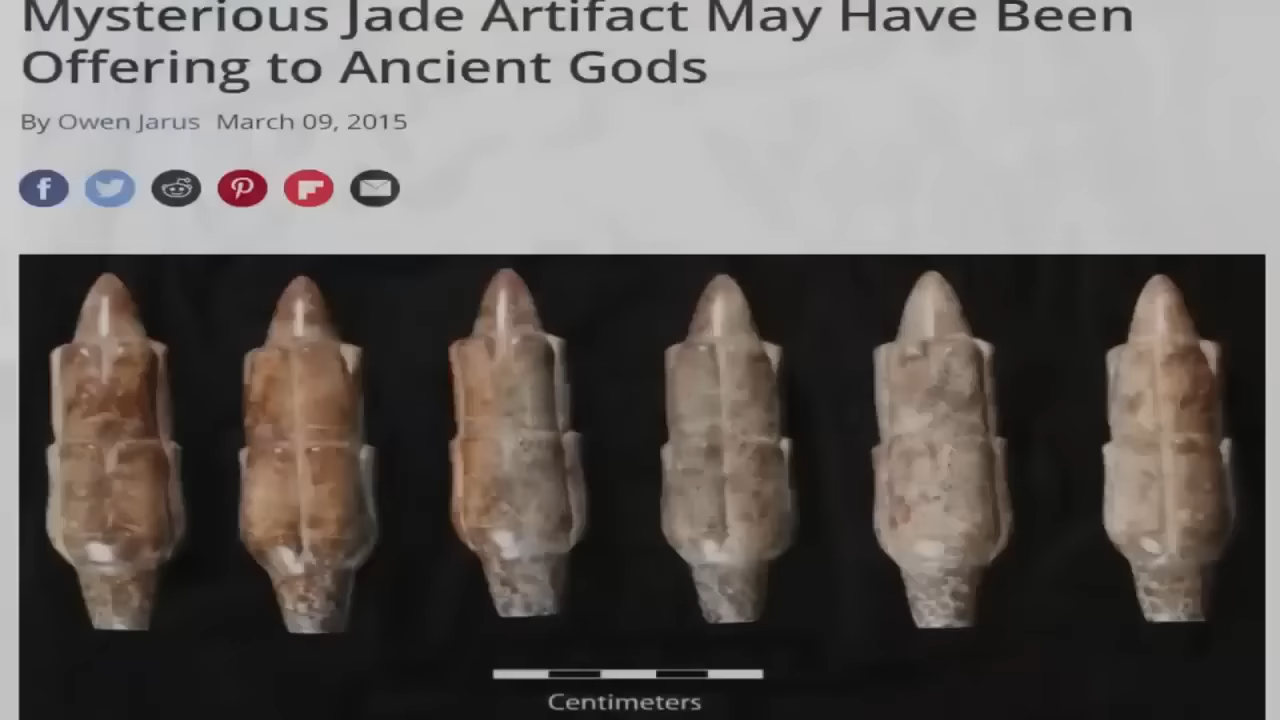 Mysterious Jade Artifact May Have Been
Offering to Ancient Gods
By Owen Jarus March 09, 2015
Centimeters